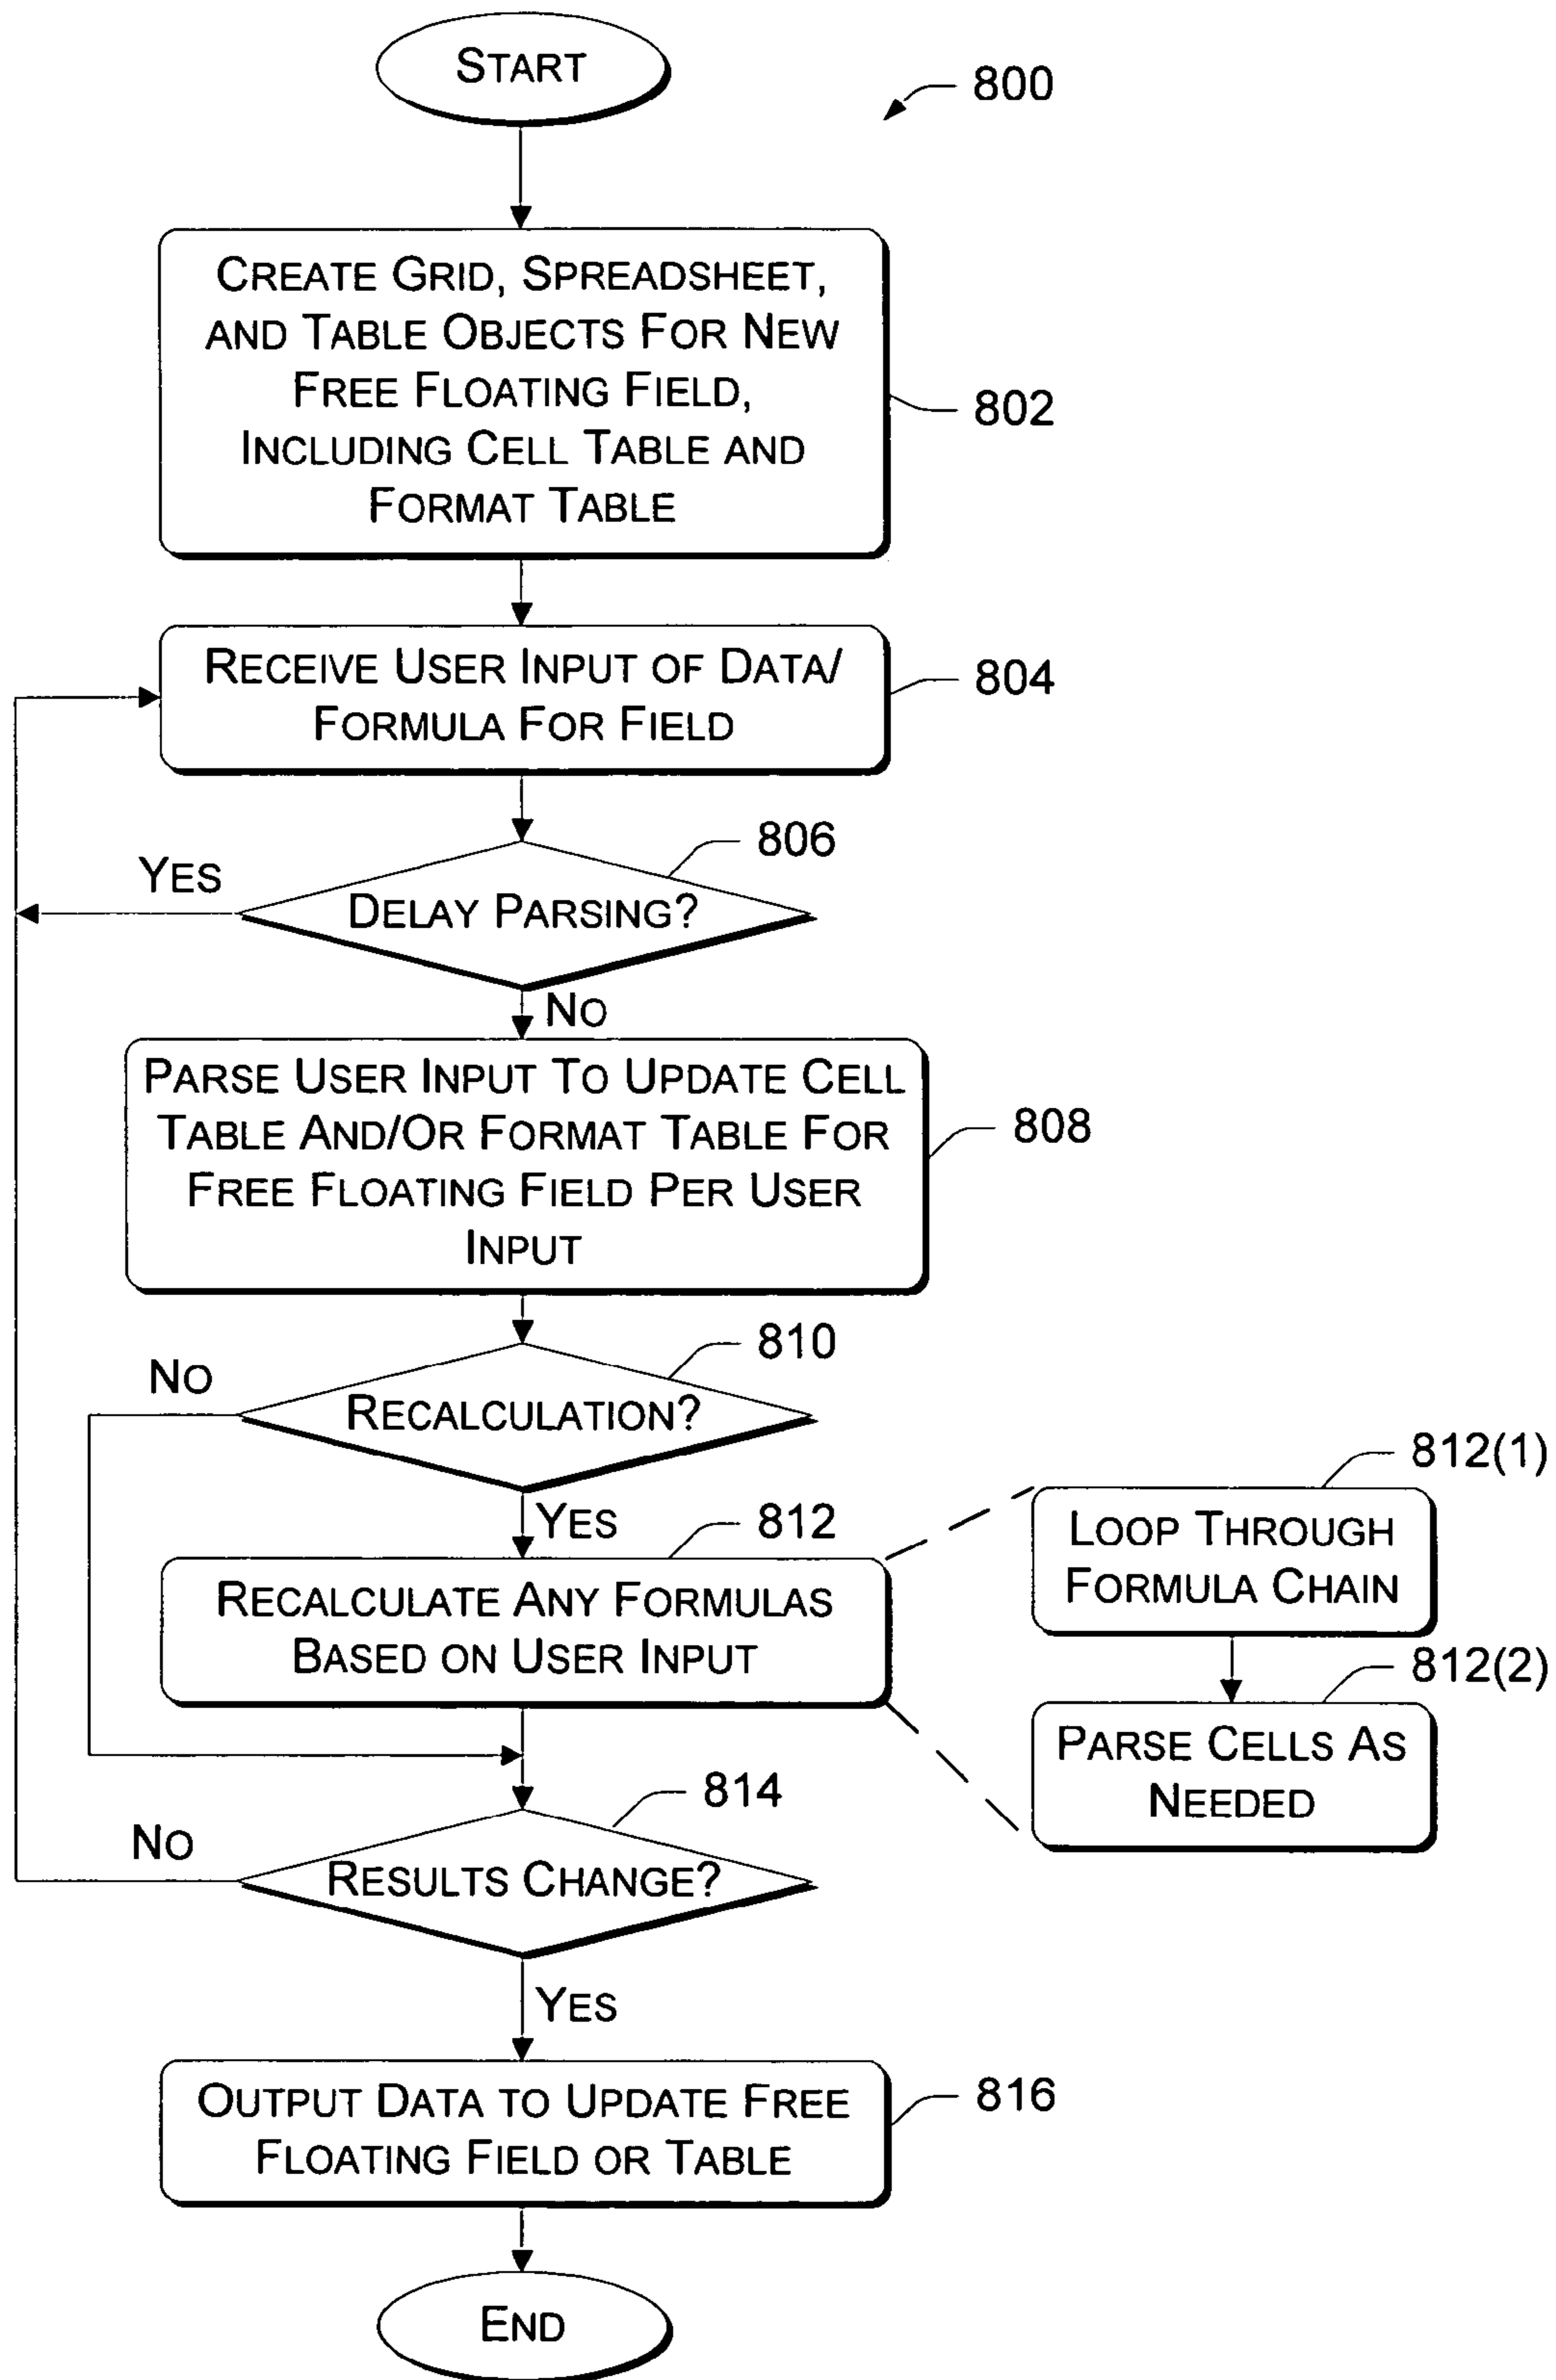 START
800
CREATE GRID, SPREADSHEET,
AND TABLE OBJECTS FOR NEW
FREE FLOATING FIELD,
INCLUDING CELL TABLE AND
FORMAT TABLE
802
RECEIVE USER INPUT OF DATA/
FORMULA FOR FIELD
804
806
YES
DELAY PARSING?
NO
PARSE USER INPUT TO UPDATE CELL
TABLE AND/OR FORMAT TABLE FOR
FREE FLOATING FIELD PER USER
INPUT
808
810
NO
RECALCULATION?
YES
812
RECALCULATE ANY FORMULAS
BASED ON USER INPUT
812(1)
LOOP THROUGH
FORMULA CHAIN
812(2)
PARSE CELLS AS
NEEDED
814
NO
RESULTS CHANGE?
YES
OUTPUT DATA TO UPDATE FREE
FLOATING FIELD OR TABLE
816
END